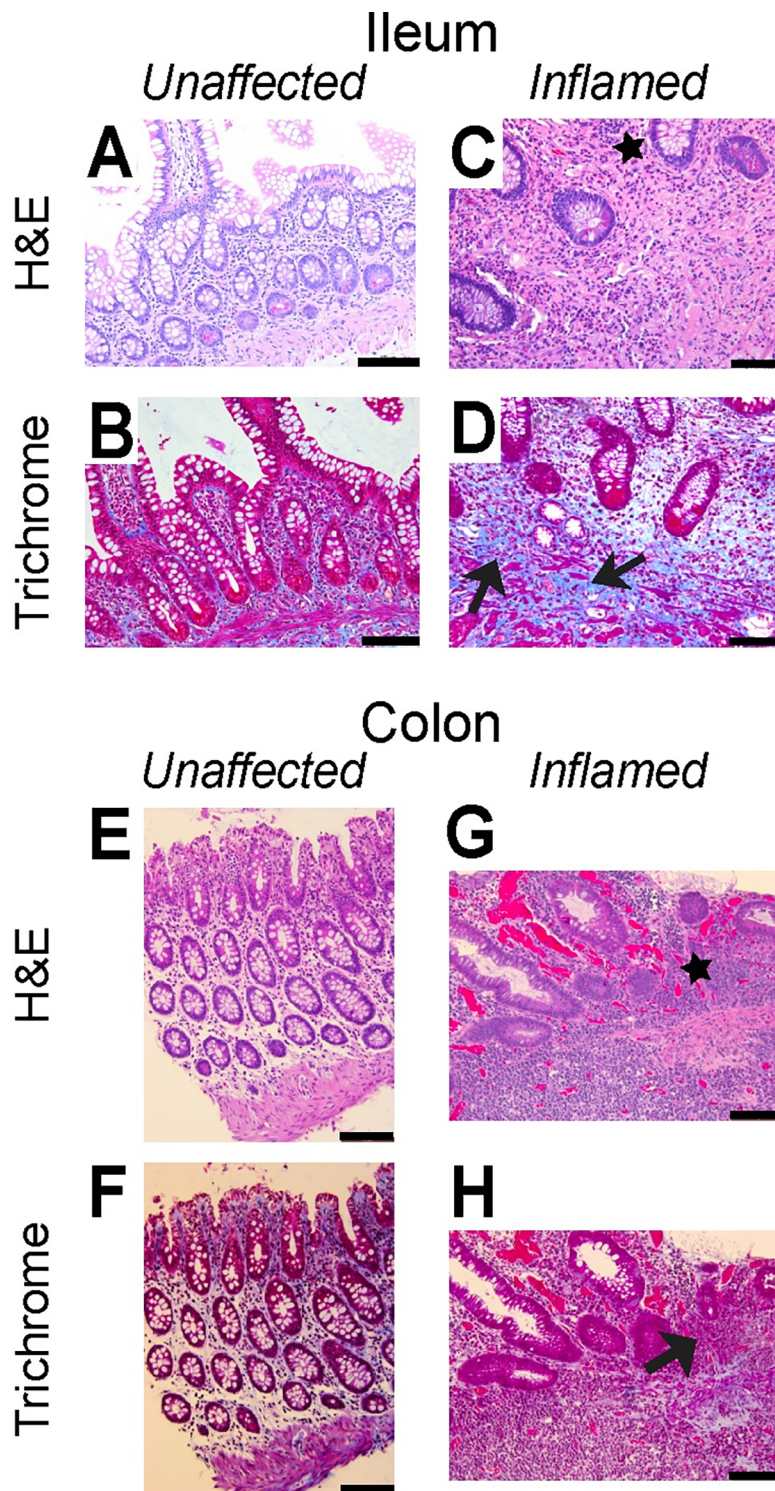 Ileum
Unaffected Inflamed
H&E
A
C
Trichrome
B
D
Colon
Unaffected Inflamed
H&E
E
G
Trichrome
F
H